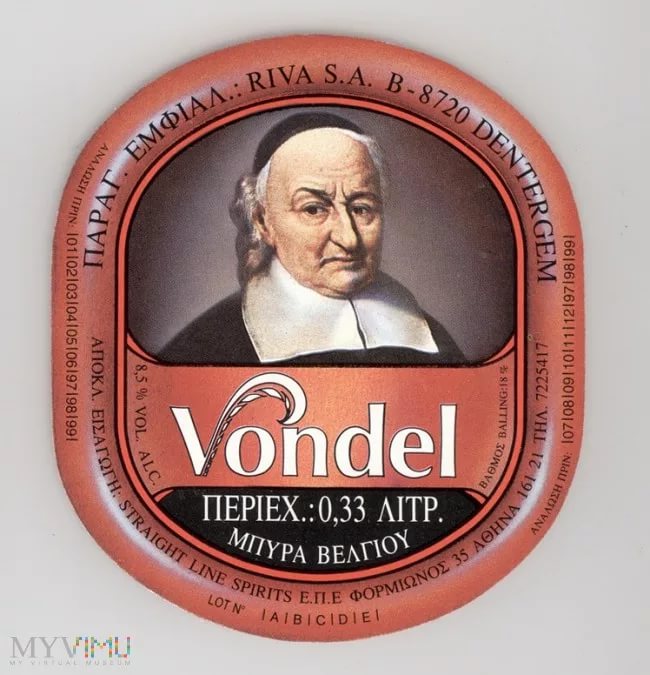 ΠΑΡΑΓ. ΕΜΦΙΑΛ.: RIVA S.A. B-8720 DENTERGEM
ΑΝΑΛΩΣΗ ΠΡΙΝ: |01|02|03|04|05|06|97|98|99|
|07|08|09|10|11|12|97|98|99|
ΑΝΑΛΩΣΗ ΠΡΙΝ:
8,5 % VOL. ALC.
Vondel
ΒΑΘΜΟΣ BALLING:18 %
ΠΕΡΙΕΧ.: 0,33 ΛΙΤΡ.
ΜΠΥΡΑ ΒΕΛΓΙΟΥ
ΑΠΟΚΛ. ΕΙΣΑΓΩΓΗ: STRAIGHT LINE SPIRITS Ε.Π.Ε ΦΟΡΜΙΩΝΟΣ 35 ΑΘΗΝΑ 161 21 ΤΗΛ. 7225417
LOT N° |A|B|C|D|E|
MYVIMU
MY VIRTUAL MUSEUM